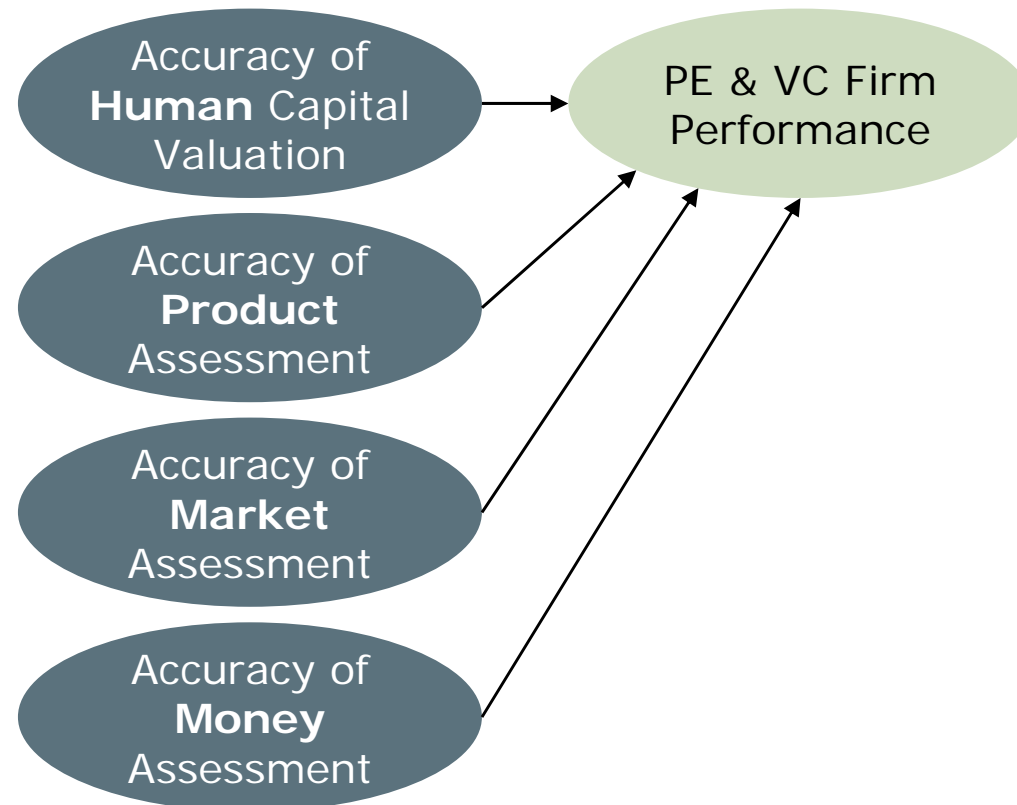 Accuracy of
Human Capital
Valuation
PE & VC Firm
Performance
Accuracy of
Product
Assessment
Accuracy of
Market
Assessment
Accuracy of
Money
Assessment